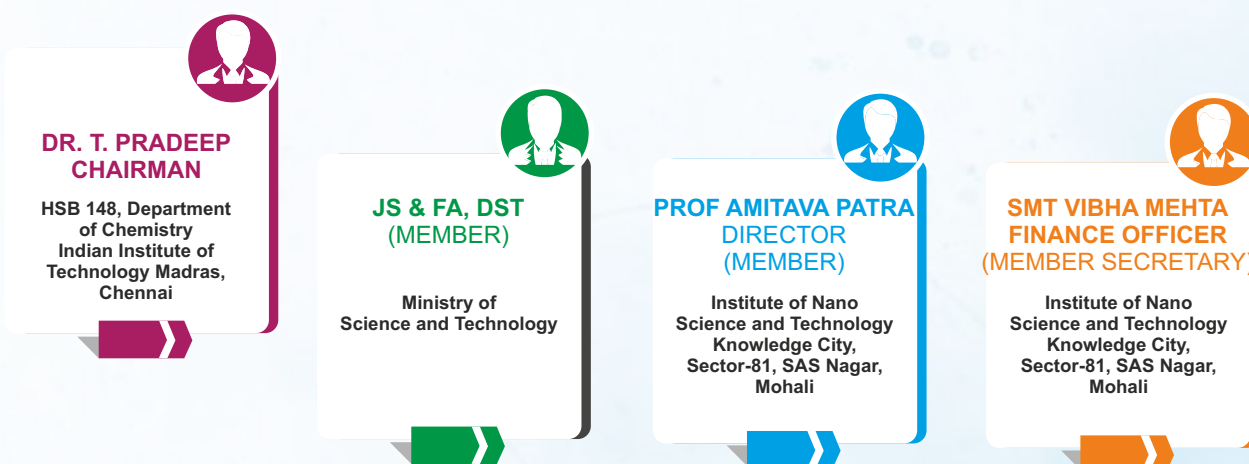 DR. T. PRADEEP
CHAIRMAN
HSB 148, Department
of Chemistry
Indian Institute of
Technology Madras,
Chennai
JS & FA, DST
(MEMBER)
Ministry of
Science and Technology
PROF AMITAVA PATRA
DIRECTOR
(MEMBER)
Institute of Nano
Science and Technology
Knowledge City,
Sector-81, SAS Nagar,
Mohali
SMT VIBHA MEHTA
FINANCE OFFICER
(MEMBER SECRETARY)
Institute of Nano
Science and Technology
Knowledge City,
Sector-81, SAS Nagar,
Mohali